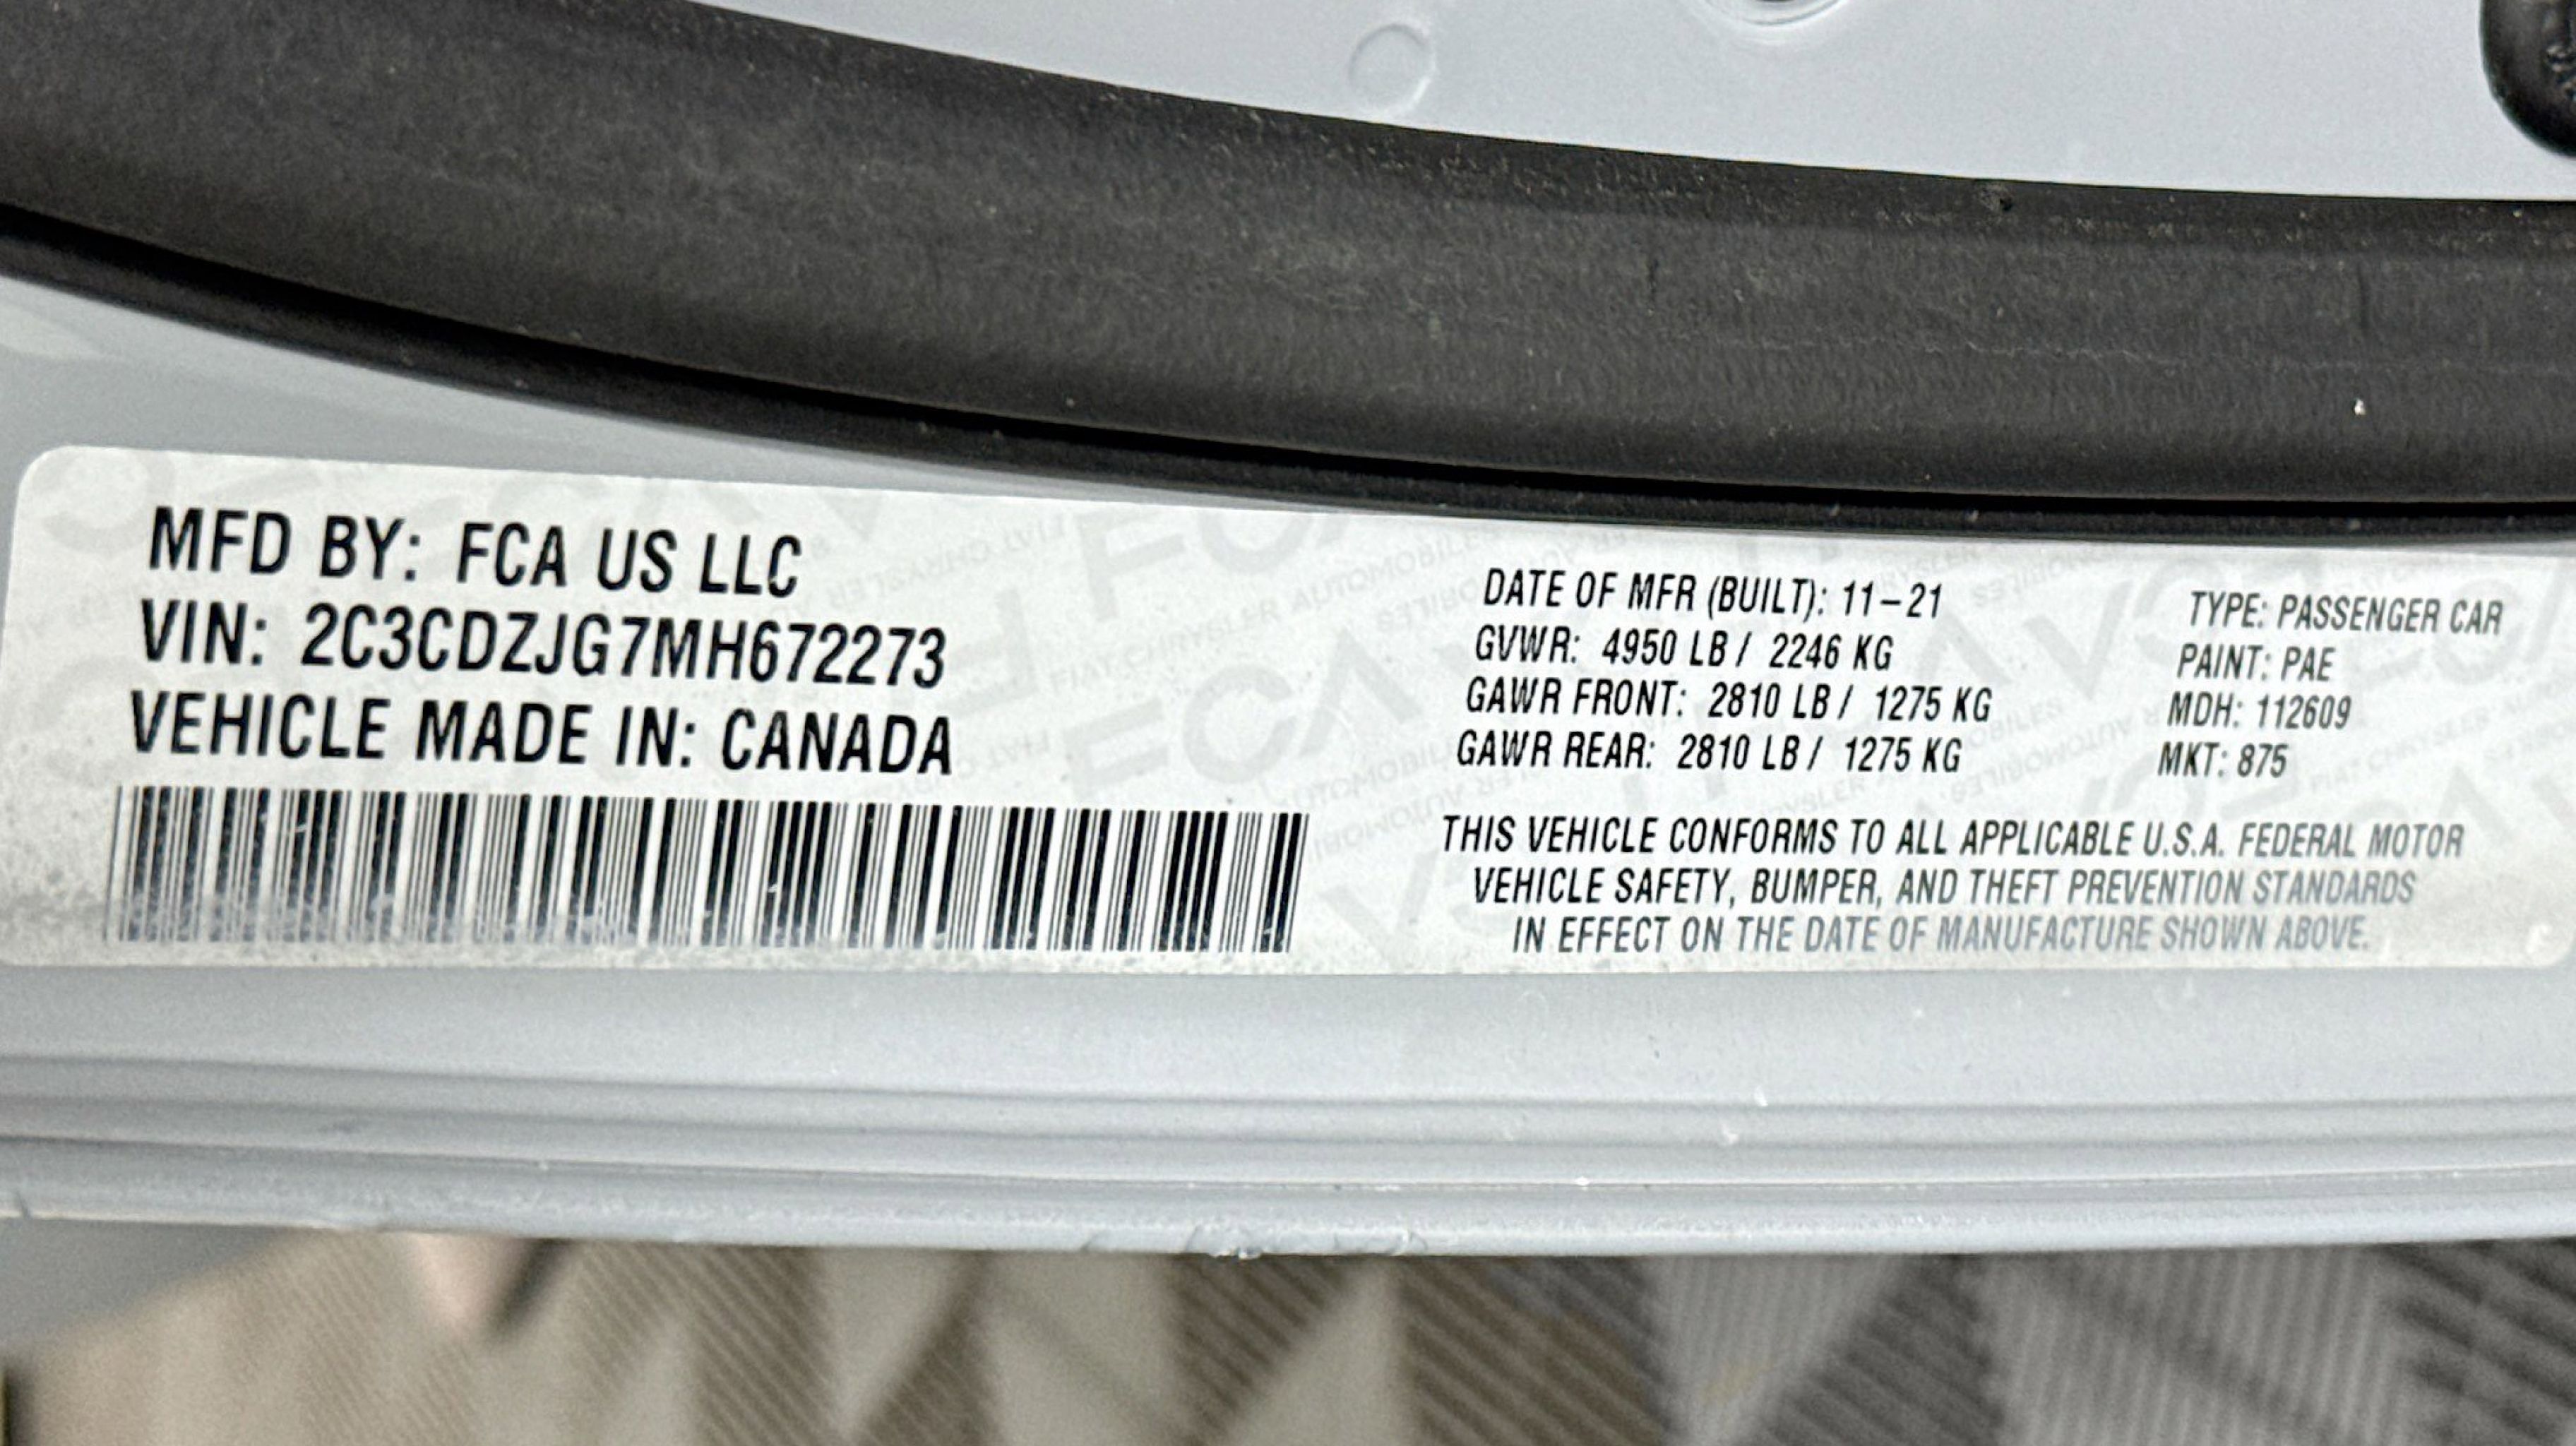 MFD BY: FCA US LLC
VIN: 2C3CDZJG7MH672273
VEHICLE MADE IN: CANADA
DATE OF MFR (BUILT): 11-21
GVWR: 4950 LB / 2246 KG
GAWR FRONT: 2810 LB / 1275 KG
GAWR REAR: 2810 LB / 1275 KG
TYPE: PASSENGER CAR
PAINT: PAE
MDH: 112609
MKT: 875
THIS VEHICLE CONFORMS TO ALL APPLICABLE U.S.A. FEDERAL MOTOR
VEHICLE SAFETY, BUMPER, AND THEFT PREVENTION STANDARDS
IN EFFECT ON THE DATE OF MANUFACTURE SHOWN ABOVE.